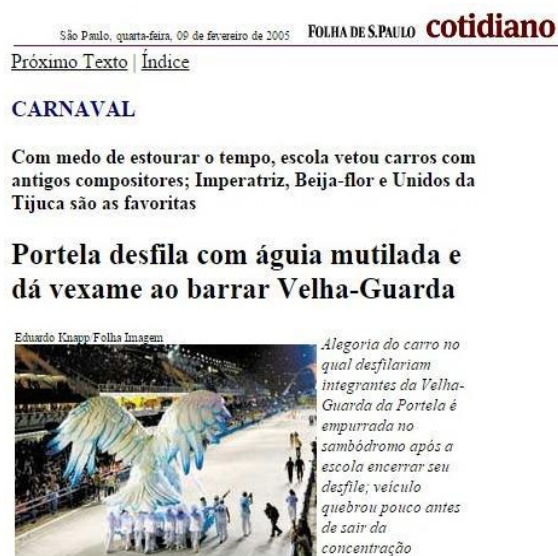 São Paulo, quarta-feira, 09 de fevereiro de 2005 FOLHA DE S.PAULO cotidiano
Próximo Texto | Índice
CARNAVAL
Com medo de estourar o tempo, escola vetou carros com
antigos compositores; Imperatriz, Beija-flor e Unidos da
Tijuca são as favoritas
Portela desfila com águia mutilada e
dá vexame ao barrar Velha-Guarda
Eduardo Knapp/Folha Imagem
Alegoria do carro no
qual desfilariam
integrantes da Velha-
Guarda da Portela é
empurrada no
sambódromo após a
escola encerrar seu
desfile; veículo
quebrou pouco antes
de sair da
concentração